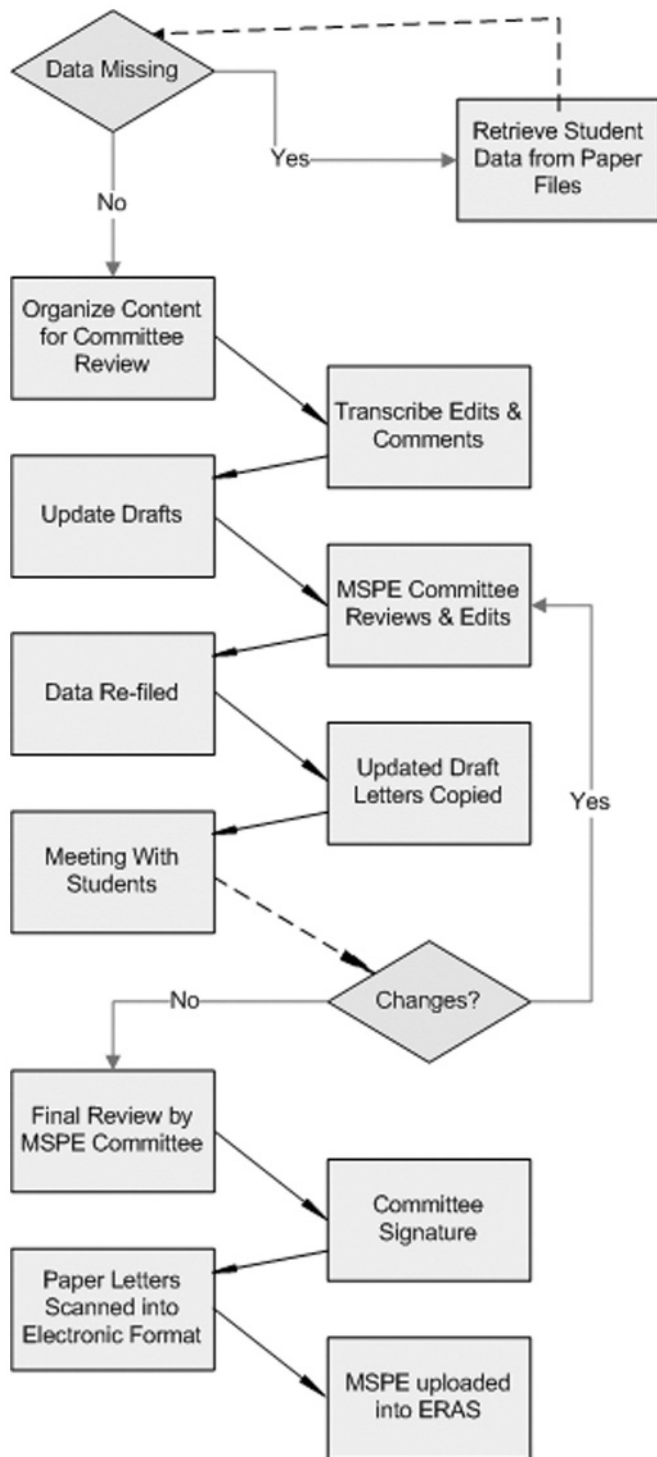 Data Missing
Retrieve Student
Data from Paper
Files
Yes
No
Organize Content
for Committee
Review
Transcribe Edits &
Comments
Update Drafts
MSPE Committee
Reviews & Edits
Data Re-filed
Updated Draft
Letters Copied
Yes
Meeting With
Students
Changes?
No
Final Review by
MSPE Committee
Committee
Signature
Paper Letters
Scanned into
Electronic Format
MSPE uploaded
into ERAS